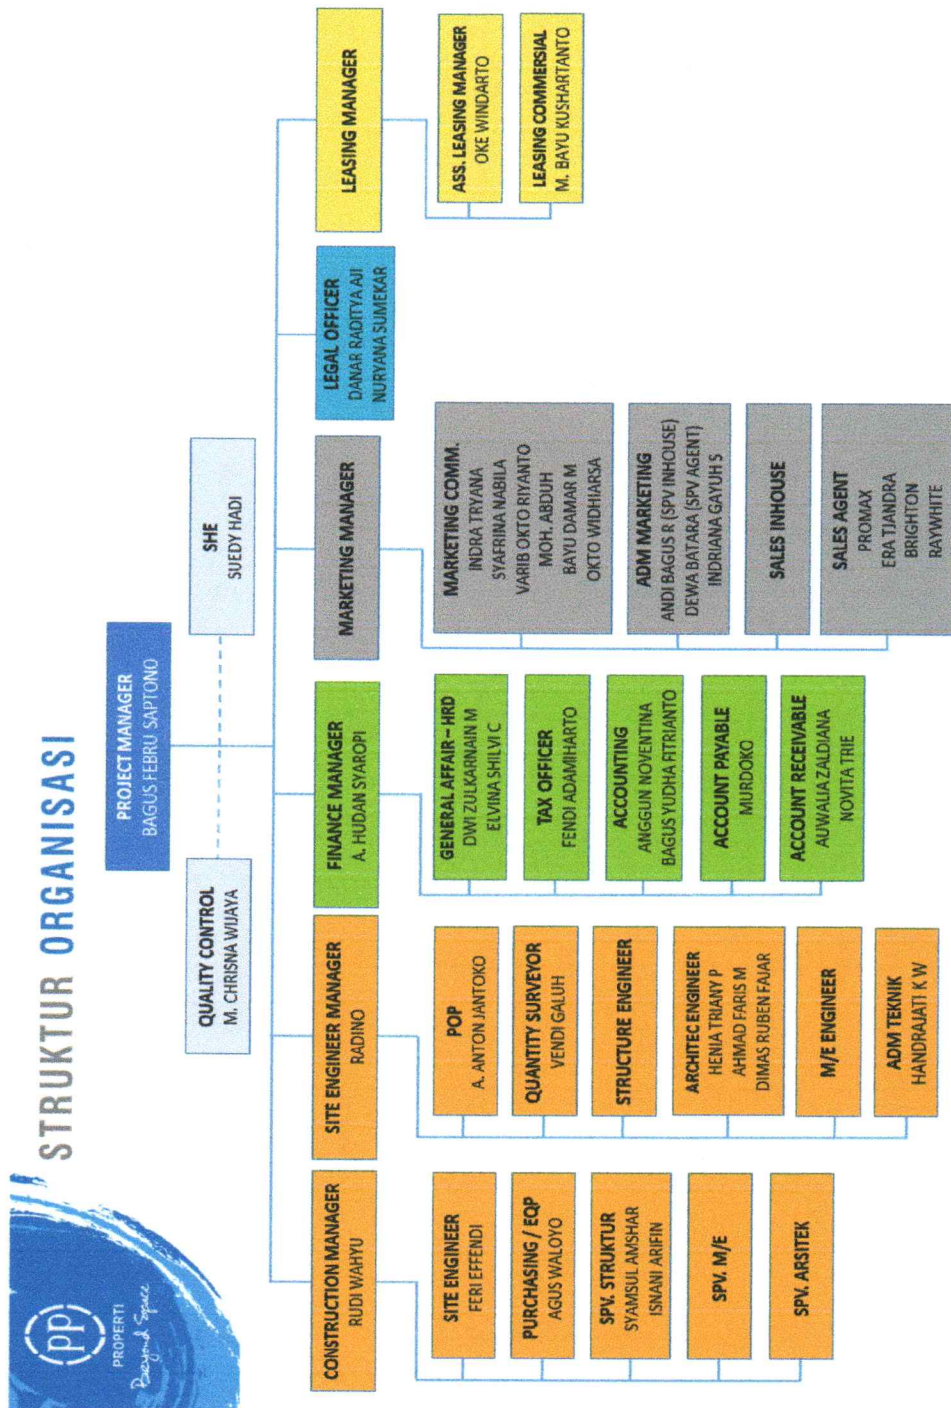 pp
PROPERTI
Beyond Space
STRUKTUR ORGANISASI
PROJECT MANAGER
BAGUS FEBRU SAPTONO
QUALITY CONTROL
M. CHRISNA WIJAYA
SHE
SUEDY HADI
CONSTRUCTION MANAGER
RUDI WAHYU
SITE ENGINEER
FERI EFFENDI
PURCHASING / EQP
AGUS WALOYO
SPV. STRUKTUR
SYAMSUL AMSHAR
ISNANI ARIFIN
SPV. M/E
SPV. ARSITEK
SITE ENGINEER MANAGER
RADINO
POP
A. ANTON JANTOKO
QUANTITY SURVEYOR
VENDI GALUH
STRUCTURE ENGINEER
ARCHITEC ENGINEER
HENIA TRIANY P
AHMAD FARIS M
DIMAS RUBEN FAJAR
M/E ENGINEER
ADM TEKNIK
HANDRAJATI K W
FINANCE MANAGER
A. HUDAN SYAROPI
GENERAL AFFAIR – HRD
DWI ZULKARNAIN M
ELVINA SHILVI C
TAX OFFICER
FENDI ADAMIHARTO
ACCOUNTING
ANGGUN NOVENTINA
BAGUS YUDHA FITRIANTO
ACCOUNT PAYABLE
MURDOKO
ACCOUNT RECEIVABLE
AUWALIA ZALDIANA
NOVITA TRIE
MARKETING MANAGER
MARKETING COMM.
INDRA TRYANA
SYAFRINA NABILA
VARIB OKTO RIYANTO
MOH. ABDUH
BAYU DAMAR M
OKTO WIDHIARSA
ADM MARKETING
ANDI BAGUS R (SPV INHOUSE)
DEWA BATARA (SPV AGENT)
INDRIANA GAYUH S
SALES INHOUSE
SALES AGENT
PROMAX
ERA TJANDRA
BRIGHTON
RAYWHITE
LEGAL OFFICER
DANAR RADITYA AJI
NURYANA SUMEKAR
LEASING MANAGER
ASS. LEASING MANAGER
OKE WINDARTO
LEASING COMMERSIAL
M. BAYU KUSHARTANTO